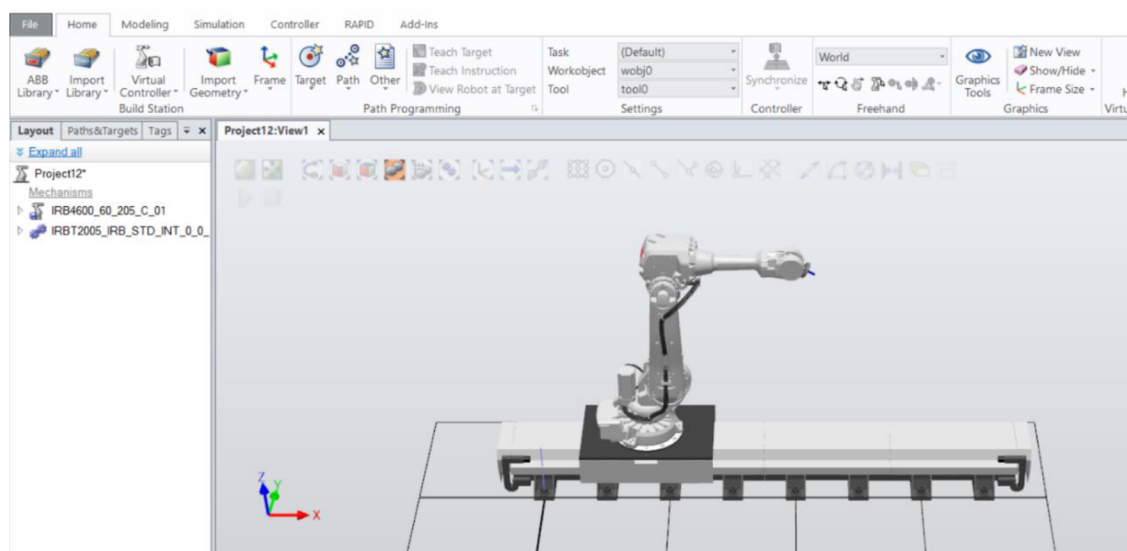 File Home Modeling Simulation Controller RAPID Add-Ins
ABB Library
Import Library
Virtual Controller
Import Geometry
Frame
Build Station
Target
Path
Other
Teach Target
Teach Instruction
View Robot at Target
Path Programming
Task (Default)
Workobject wobj0
Tool tool0
Settings
Synchronize
Controller
World
Freehand
Graphics Tools
New View
Show/Hide
Frame Size
Graphics
H
Virtu
Layout Paths&Targets Tags
Project12:View1
Expand all
Project12*
Mechanisms
IRB4600_60_205_C_01
IRBT2005_IRB_STD_INT_0_0_
Z
Y
X